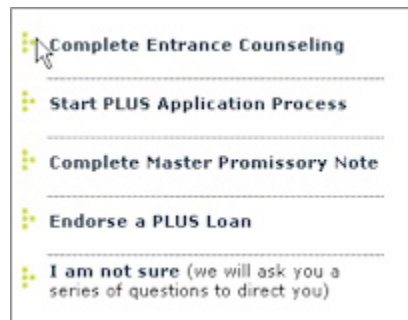 Complete Entrance Counseling
Start PLUS Application Process
Complete Master Promissory Note
Endorse a PLUS Loan
I am not sure (we will ask you a
series of questions to direct you)